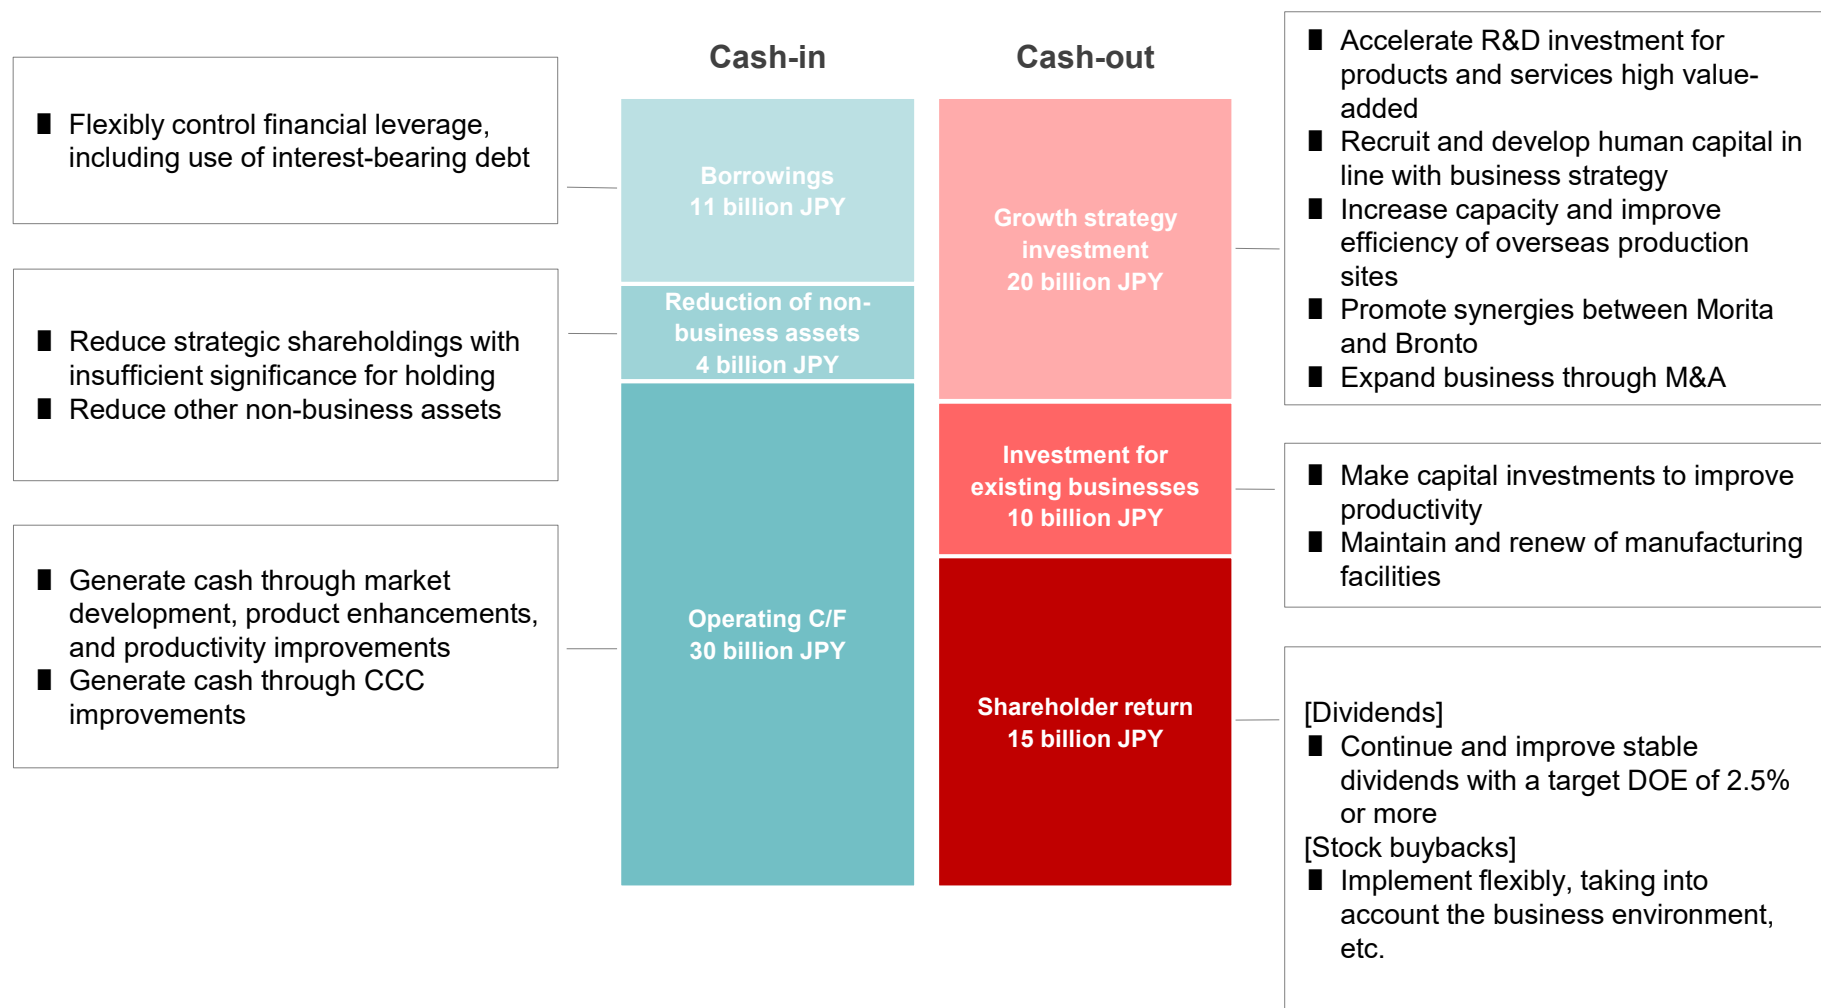 Cash-in
Cash-out
■ Flexibly control financial leverage,
including use of interest-bearing debt
■ Reduce strategic shareholdings with
insufficient significance for holding
■ Reduce other non-business assets
■ Generate cash through market
development, product enhancements,
and productivity improvements
■ Generate cash through CCC
improvements
Borrowings
11 billion JPY
Reduction of non-
business assets
4 billion JPY
Operating C/F
30 billion JPY
Growth strategy
investment
20 billion JPY
Investment for
existing businesses
10 billion JPY
Shareholder return
15 billion JPY
■ Accelerate R&D investment for
products and services high value-
added
■ Recruit and develop human capital in
line with business strategy
■ Increase capacity and improve
efficiency of overseas production
sites
■ Promote synergies between Morita
and Bronto
■ Expand business through M&A
■ Make capital investments to improve
productivity
■ Maintain and renew of manufacturing
facilities
[Dividends]
■ Continue and improve stable
dividends with a target DOE of 2.5%
or more
[Stock buybacks]
■ Implement flexibly, taking into
account the business environment,
etc.